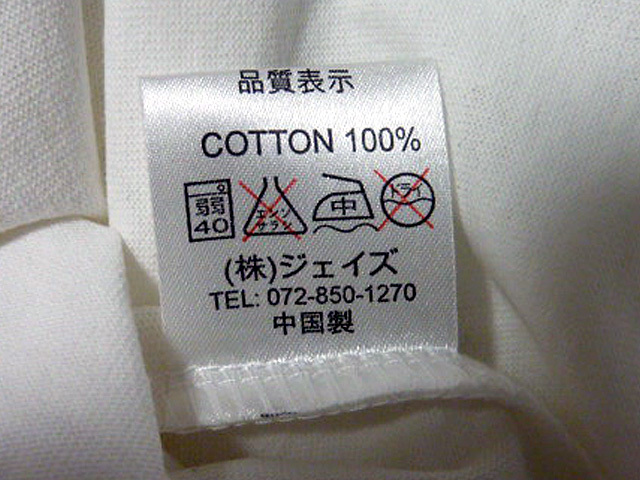 品質表示
COTTON 100%
弱 40 エンソ サラシ 中 ドライ
(株)ジェイズ
TEL: 072-850-1270
中国製